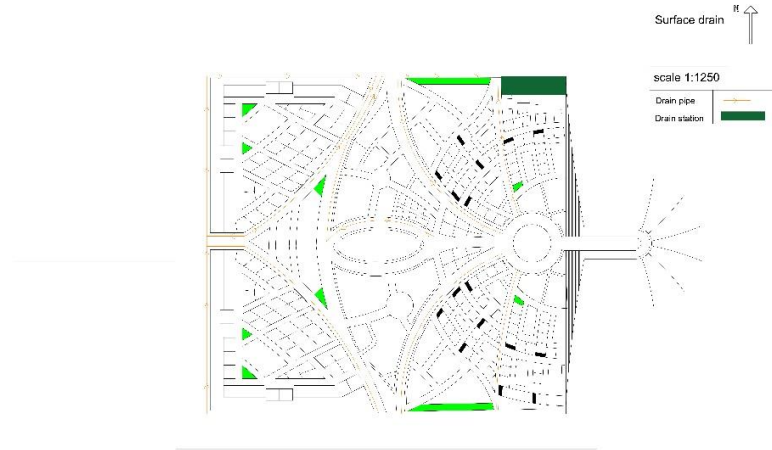 N
Surface drain
scale 1:1250
Drain pipe
Drain station